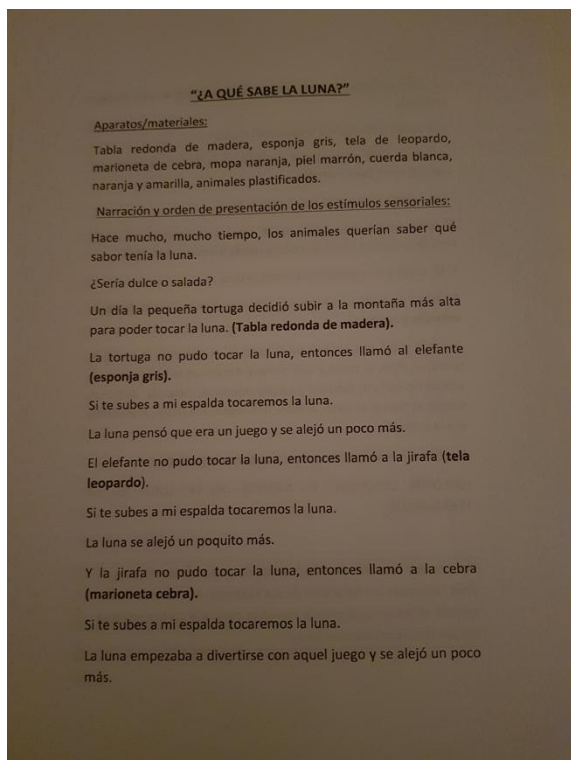 “¿A QUÉ SABE LA LUNA?”
Aparatos/materiales:
Tabla redonda de madera, esponja gris, tela de leopardo,
marioneta de cebra, mopa naranja, piel marrón, cuerda blanca,
naranja y amarilla, animales plastificados.
Narración y orden de presentación de los estímulos sensoriales:
Hace mucho, mucho tiempo, los animales querían saber qué
sabor tenía la luna.
¿Sería dulce o salada?
Un día la pequeña tortuga decidió subir a la montaña más alta
para poder tocar la luna. (Tabla redonda de madera).
La tortuga no pudo tocar la luna, entonces llamó al elefante
(esponja gris).
Si te subes a mi espalda tocaremos la luna.
La luna pensó que era un juego y se alejó un poco más.
El elefante no pudo tocar la luna, entonces llamó a la jirafa (tela
leopardo).
Si te subes a mi espalda tocaremos la luna.
La luna se alejó un poquito más.
Y la jirafa no pudo tocar la luna, entonces llamó a la cebra
(marioneta cebra).
Si te subes a mi espalda tocaremos la luna.
La luna empezaba a divertirse con aquel juego y se alejó un poco
más.